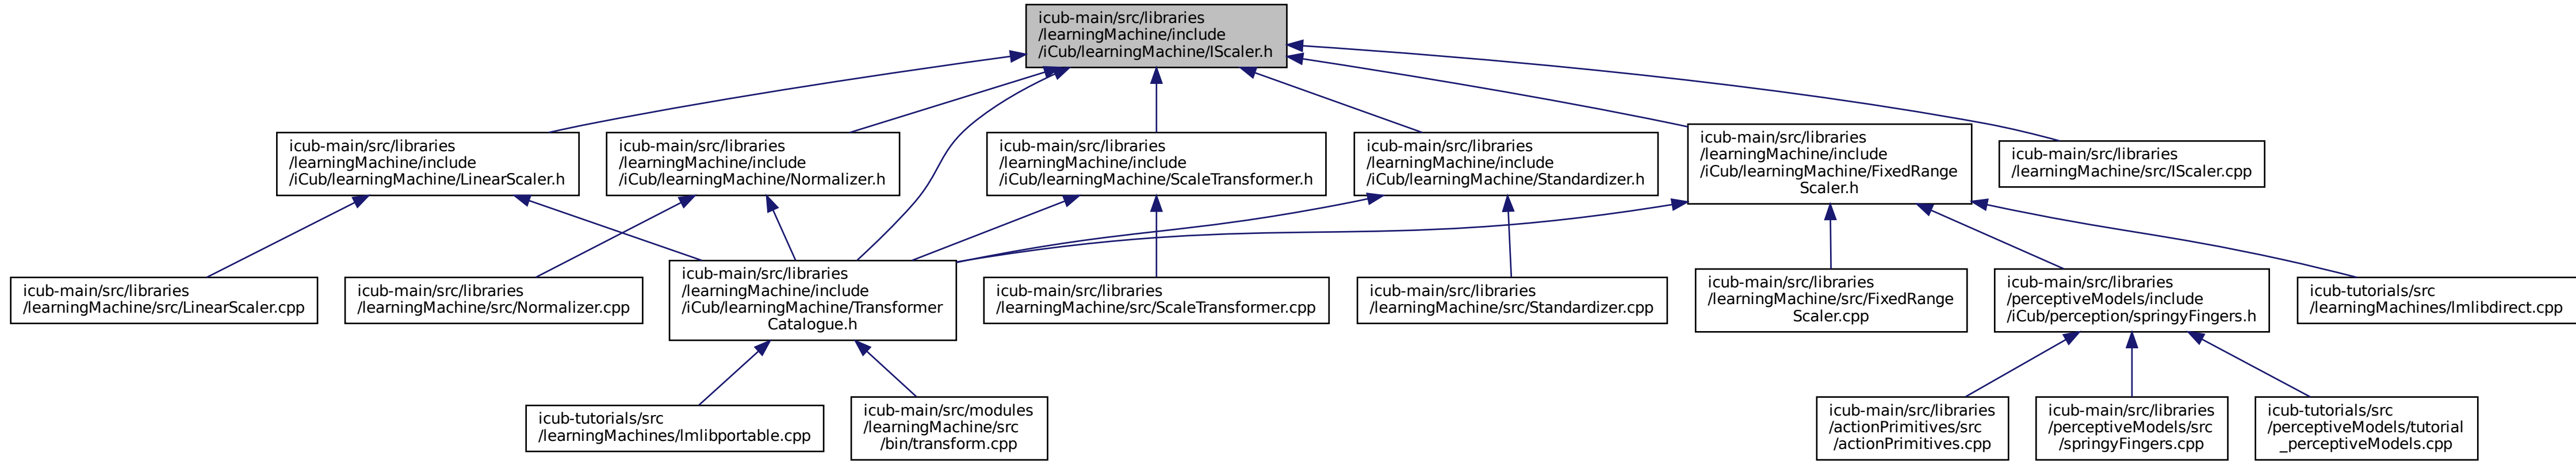 icub-main/src/libraries
/learningMachine/include
/iCub/learningMachine/IScaler.h
icub-main/src/libraries
/learningMachine/include
/iCub/learningMachine/LinearScaler.h
icub-main/src/libraries
/learningMachine/include
/iCub/learningMachine/Normalizer.h
icub-main/src/libraries
/learningMachine/include
/iCub/learningMachine/ScaleTransformer.h
icub-main/src/libraries
/learningMachine/include
/iCub/learningMachine/Standardizer.h
icub-main/src/libraries
/learningMachine/include
/iCub/learningMachine/FixedRange
Scaler.h
icub-main/src/libraries
/learningMachine/src/IScaler.cpp
icub-main/src/libraries
/learningMachine/src/LinearScaler.cpp
icub-main/src/libraries
/learningMachine/src/Normalizer.cpp
icub-main/src/libraries
/learningMachine/include
/iCub/learningMachine/Transformer
Catalogue.h
icub-main/src/libraries
/learningMachine/src/ScaleTransformer.cpp
icub-main/src/libraries
/learningMachine/src/Standardizer.cpp
icub-main/src/libraries
/learningMachine/src/FixedRange
Scaler.cpp
icub-main/src/libraries
/perceptiveModels/include
/iCub/perception/springyFingers.h
icub-tutorials/src
/learningMachines/lmlibdirect.cpp
icub-tutorials/src
/learningMachines/lmlibportable.cpp
icub-main/src/modules
/learningMachine/src
/bin/transform.cpp
icub-main/src/libraries
/actionPrimitives/src
/actionPrimitives.cpp
icub-main/src/libraries
/perceptiveModels/src
/springyFingers.cpp
icub-tutorials/src
/perceptiveModels/tutorial
_perceptiveModels.cpp